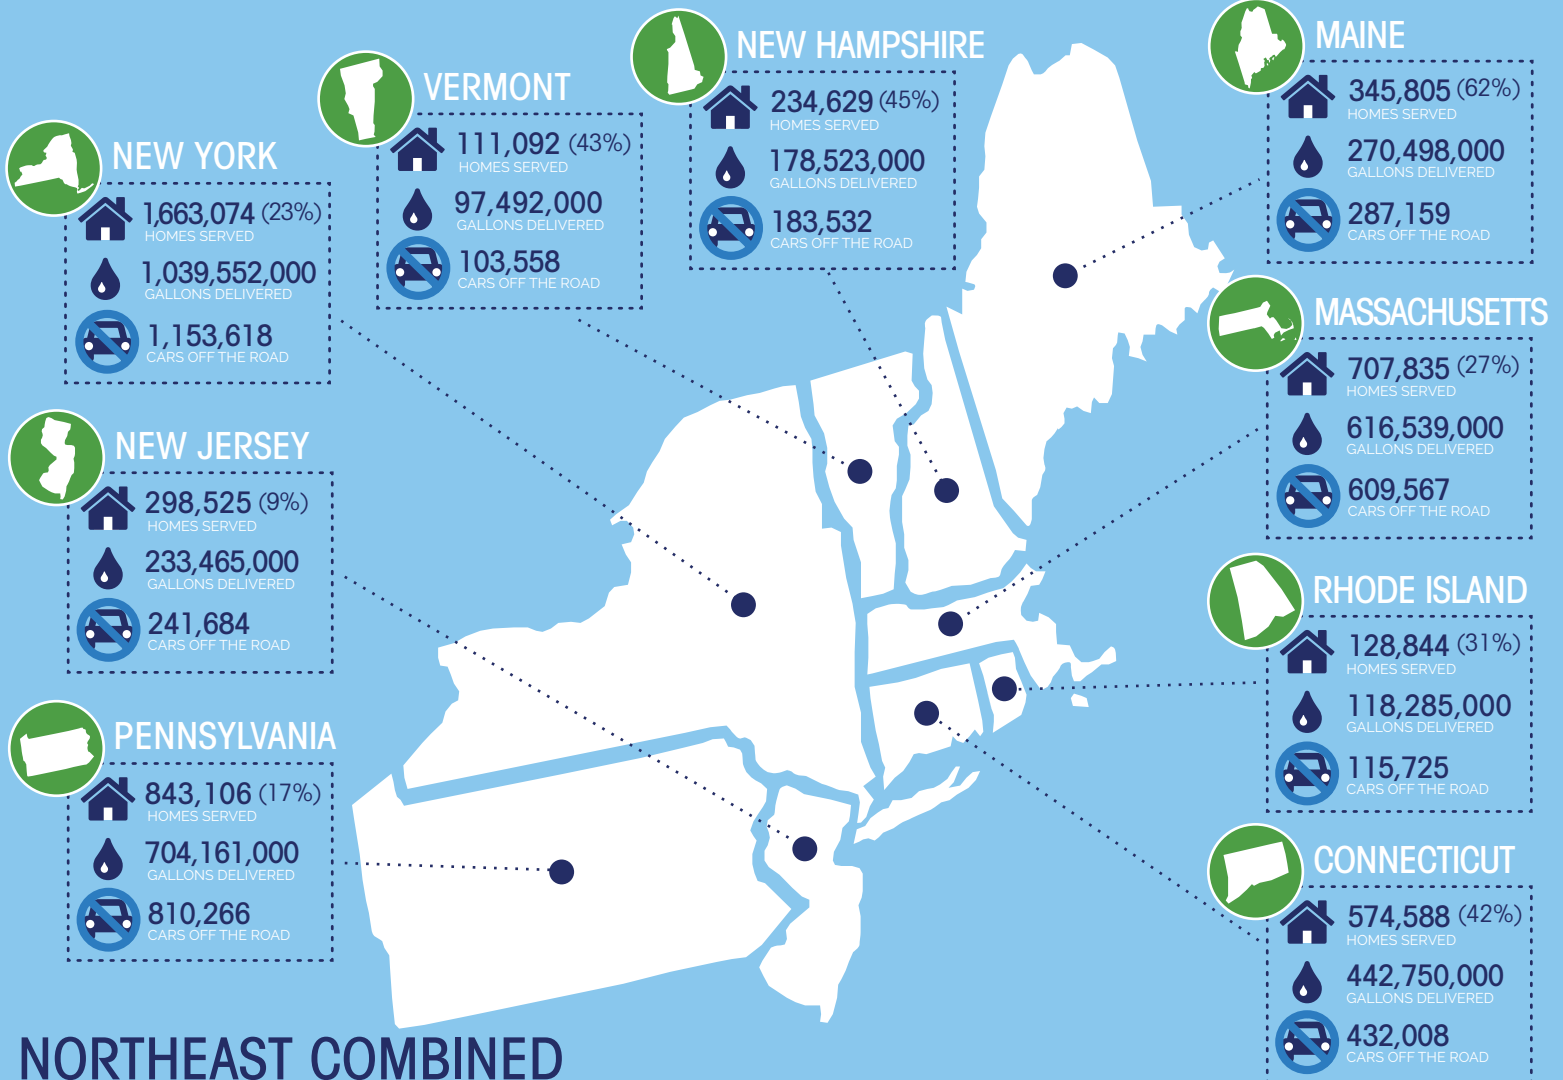 NEW YORK
1,663,074 (23%)
HOMES SERVED
1,039,552,000
GALLONS DELIVERED
1,153,618
CARS OFF THE ROAD
VERMONT
111,092 (43%)
HOMES SERVED
97,492,000
GALLONS DELIVERED
103,558
CARS OFF THE ROAD
NEW HAMPSHIRE
234,629 (45%)
HOMES SERVED
178,523,000
GALLONS DELIVERED
183,532
CARS OFF THE ROAD
MAINE
345,805 (62%)
HOMES SERVED
270,498,000
GALLONS DELIVERED
287,159
CARS OFF THE ROAD
MASSACHUSETTS
707,835 (27%)
HOMES SERVED
616,539,000
GALLONS DELIVERED
609,567
CARS OFF THE ROAD
NEW JERSEY
298,525 (9%)
HOMES SERVED
233,465,000
GALLONS DELIVERED
241,684
CARS OFF THE ROAD
RHODE ISLAND
128,844 (31%)
HOMES SERVED
118,285,000
GALLONS DELIVERED
115,725
CARS OFF THE ROAD
PENNSYLVANIA
843,106 (17%)
HOMES SERVED
704,161,000
GALLONS DELIVERED
810,266
CARS OFF THE ROAD
CONNECTICUT
574,588 (42%)
HOMES SERVED
442,750,000
GALLONS DELIVERED
432,008
CARS OFF THE ROAD
NORTHEAST COMBINED